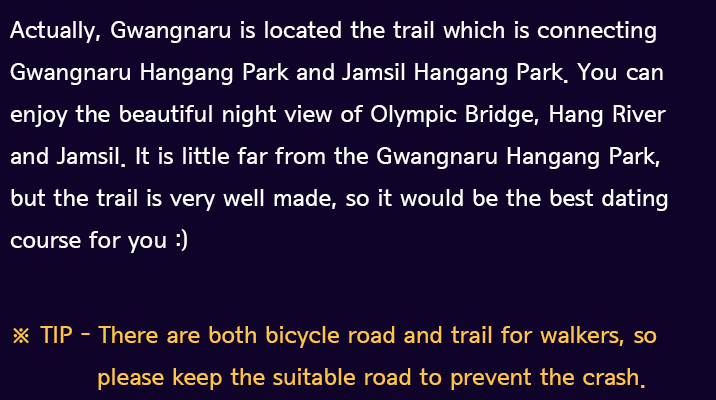 Actually, Gwangnaru is located the trail which is connecting
Gwangnaru Hangang Park and Jamsil Hangang Park. You can
enjoy the beautiful night view of Olympic Bridge, Hang River
and Jamsil. It is little far from the Gwangnaru Hangang Park,
but the trail is very well made, so it would be the best dating
course for you :)
※ TIP - There are both bicycle road and trail for walkers, so
please keep the suitable road to prevent the crash.